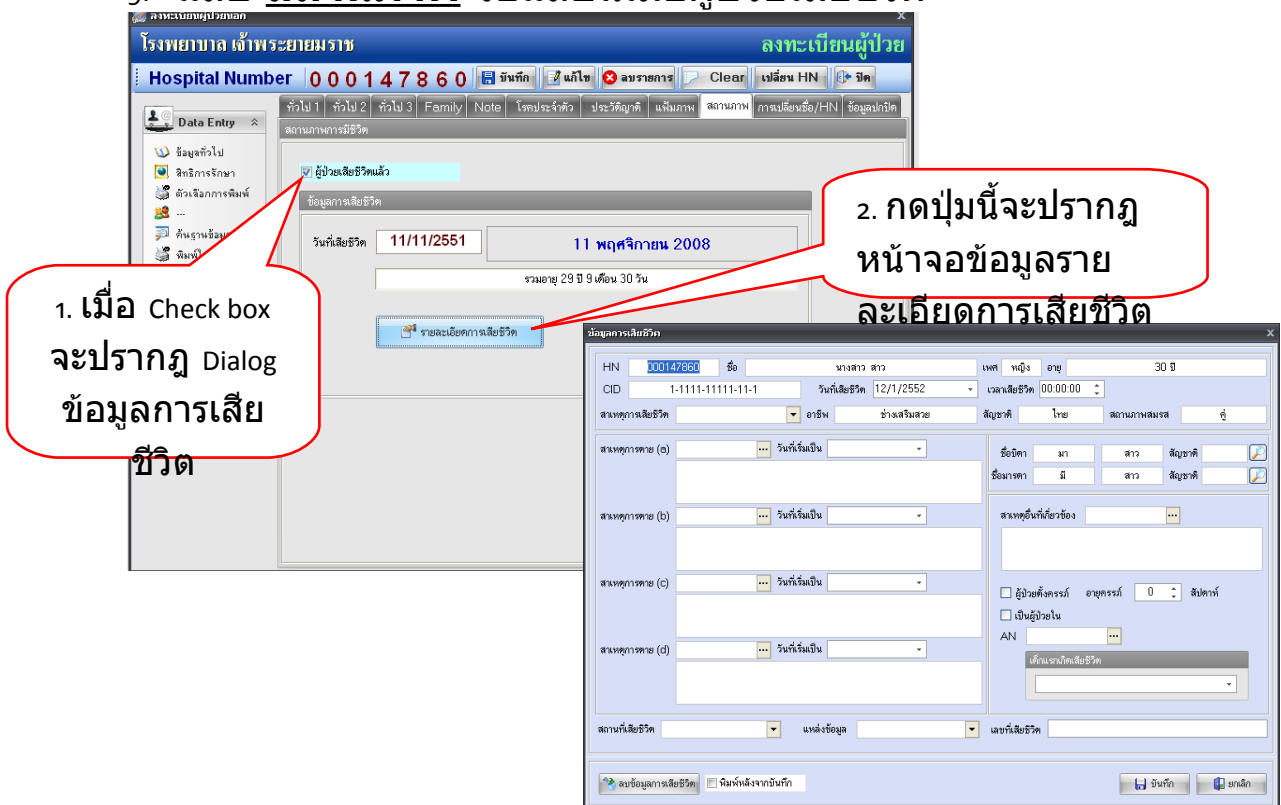 ลงทะเบียนผู้ป่วยนอก
โรงพยาบาล เจ้าพระยายมราช
ลงทะเบียนผู้ป่วย
Hospital Number 000147860 บันทึก แก้ไข ลบรายการ Clear เปลี่ยน HN ปิด
ทั่วไป 1 ทั่วไป 2 ทั่วไป 3 Family Note โรคประจำตัว ประวัติญาติ แฟ้มภาพ สถานภาพ การเปลี่ยนชื่อ/HN ข้อมูลปกปิด
Data Entry
สถานภาพการมีชีวิต
ข้อมูลทั่วไป
สิทธิการรักษา
ตัวเลือกการพิมพ์
...
ผู้ป่วยเสียชีวิตแล้ว
ข้อมูลการเสียชีวิต
วันที่เสียชีวิต 11/11/2551 11 พฤศจิกายน 2008
รวมอายุ 29 ปี 9 เดือน 30 วัน
รายละเอียดการเสียชีวิต
1. เมื่อ Check box
จะปรากฎ Dialog
ข้อมูลการเสีย
ชีวิต
2. กดปุ่มนี้จะปรากฎ
หน้าจอข้อมูลราย
ละเอียดการเสียชีวิต
ข้อมูลการเสียชีวิต
HN 000147860 ชื่อ นางสาว สาว เพศ หญิง อายุ 30 ปี
CID 1-1111-11111-11-1 วันที่เสียชีวิต 12/1/2552 เวลาเสียชีวิต 00:00:00
สาเหตุการเสียชีวิต อาชีพ ช่างเสริมสวย สัญชาติ ไทย สถานภาพสมรส คู่
สาเหตุการตาย (a) วันที่เริ่มเป็น
ชื่อบิดา มา สาว สัญชาติ
ชื่อมารดา มี สาว สัญชาติ
สาเหตุการตาย (b) วันที่เริ่มเป็น
สาเหตุอื่นที่เกี่ยวข้อง
สาเหตุการตาย (c) วันที่เริ่มเป็น
ผู้ป่วยตั้งครรภ์ อายุครรภ์ 0 สัปดาห์
เป็นผู้ป่วยใน
AN
สาเหตุการตาย (d) วันที่เริ่มเป็น
เด็กแรกเกิดเสียชีวิต
สถานที่เสียชีวิต แหล่งข้อมูล เลขที่เสียชีวิต
ลบข้อมูลการเสียชีวิต พิมพ์หลังจากบันทึก บันทึก ยกเลิก